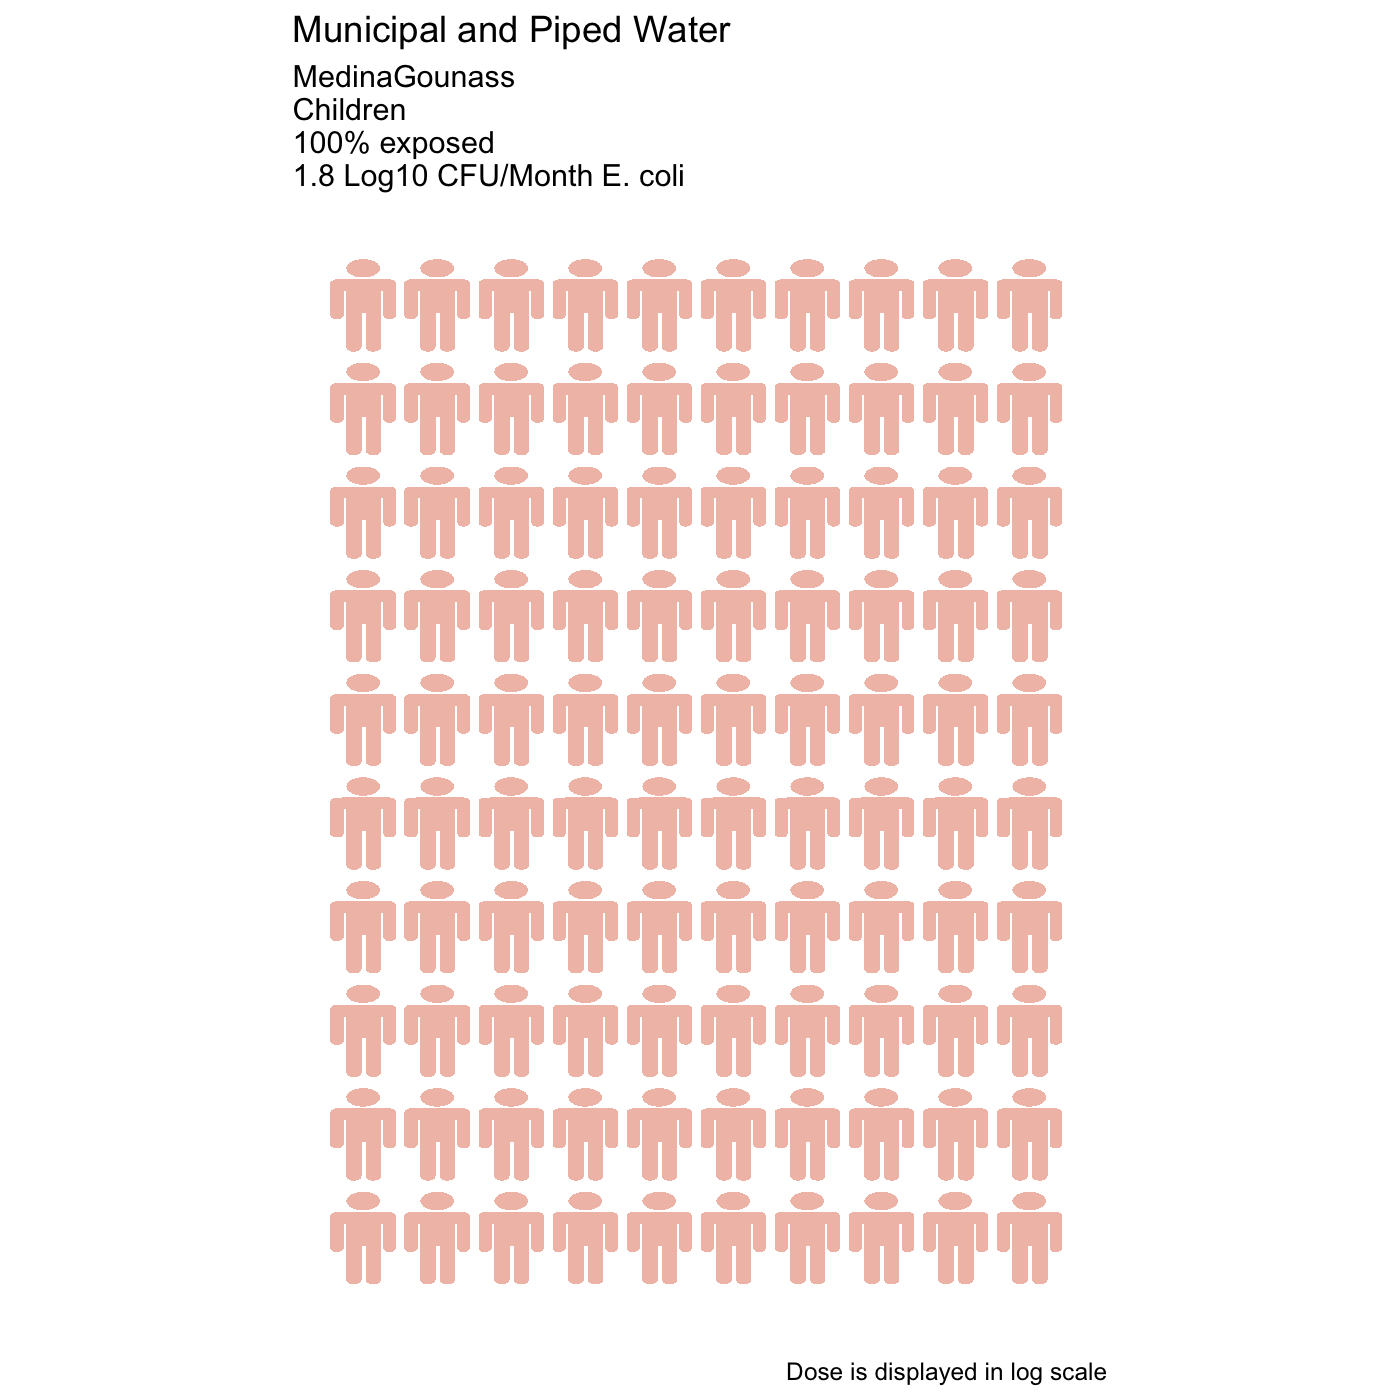 Municipal and Piped Water
MedinaGounass
Children
100% exposed
1.8 Log10 CFU/Month E. coli
Dose is displayed in log scale